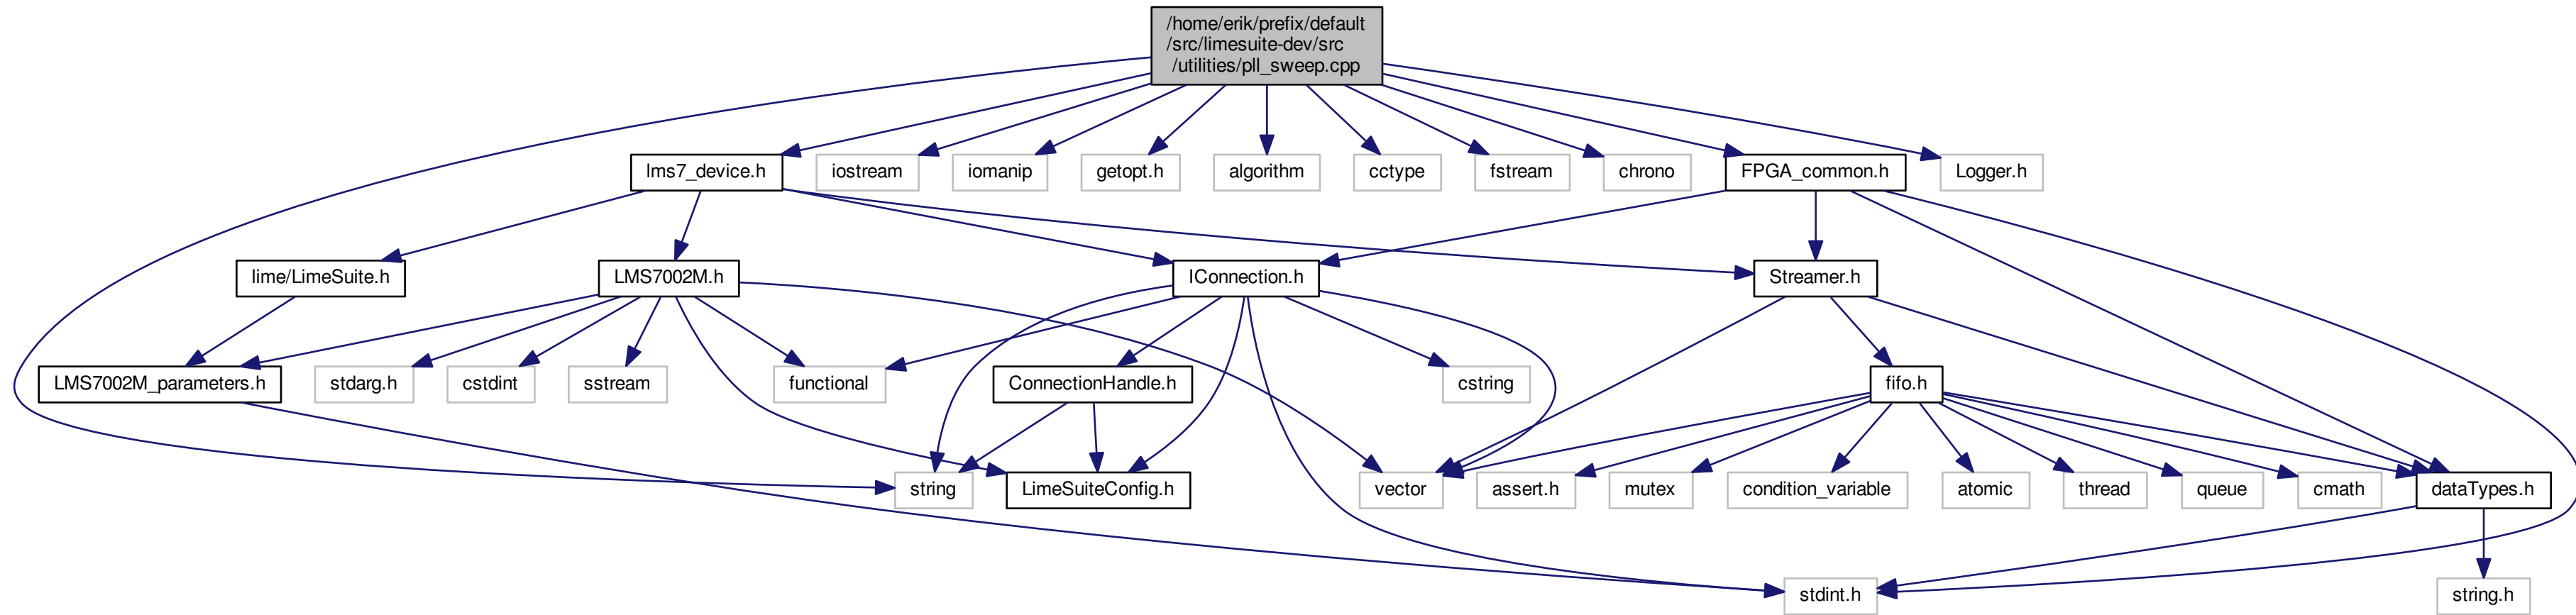 /home/erik/prefix/default
/src/limesuite-dev/src
/utilities/pll_sweep.cpp
lms7_device.h
iostream
iomanip
getopt.h
algorithm
cctype
fstream
chrono
FPGA_common.h
Logger.h
lime/LimeSuite.h
LMS7002M.h
IConnection.h
Streamer.h
LMS7002M_parameters.h
stdarg.h
cstdint
sstream
functional
ConnectionHandle.h
cstring
fifo.h
string
LimeSuiteConfig.h
vector
assert.h
mutex
condition_variable
atomic
thread
queue
cmath
dataTypes.h
stdint.h
string.h